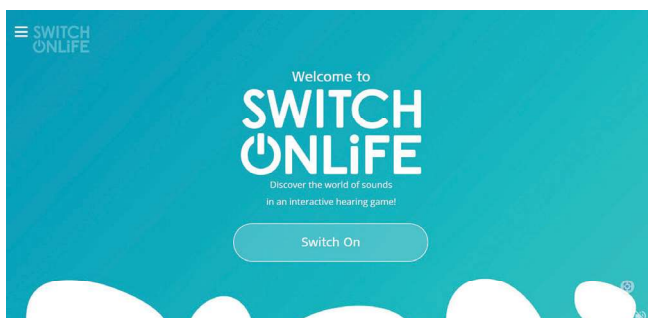 SWITCH
ONLiFE
Welcome to
SWITCH
ONLiFE
Discover the world of sounds
in an interactive hearing game!
Switch On